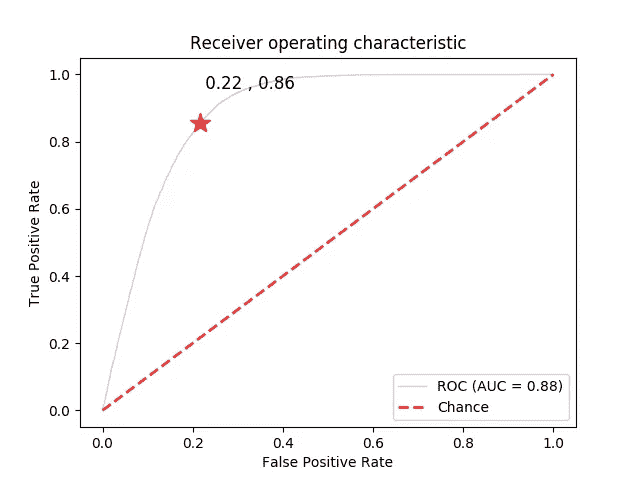 Receiver operating characteristic
0.22 , 0.86
1.0
0.8
0.6
0.4
0.2
0.0
True Positive Rate
ROC (AUC = 0.88)
Chance
0.0 0.2 0.4 0.6 0.8 1.0
False Positive Rate